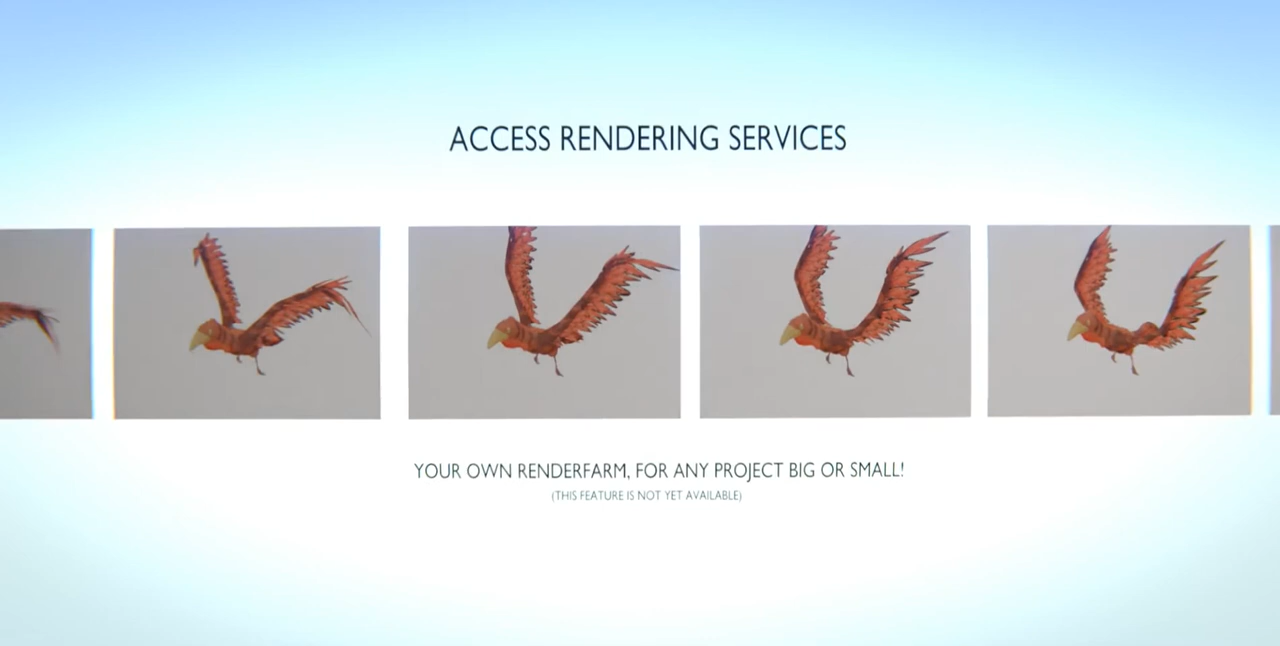 ACCESS RENDERING SERVICES
YOUR OWN RENDERFARM, FOR ANY PROJECT BIG OR SMALL!
(THIS FEATURE IS NOT YET AVAILABLE)